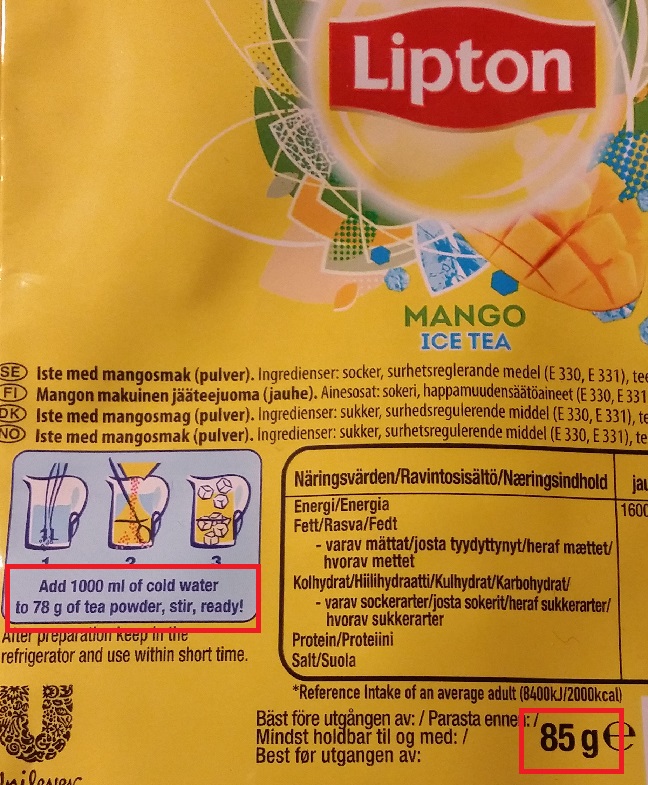 Lipton
MANGO
ICE TEA
SE Iste med mangosmak (pulver). Ingredienser: socker, surhetsreglerande medel (E 330, E 331),
FI Mangon makuinen jääteejuoma (jauhe). Ainesosat: sokeri, happamuudensäätöaineet (E 330, E 331
DK Iste med mangosmag (pulver). Ingredienser: sukker, surhedsregulerende middel (E 330, E 331),
NO Iste med mangosmak (pulver). Ingredienser: sukker, surhetsregulerende middel (E 330, E 331),
1 2 3
Add 1000 ml of cold water
to 78 g of tea powder, stir, ready!
After preparation keep in the
refrigerator and use within short time.
Näringsvärden/Ravintosisältö/Næringsindhold
Energi/Energia 1600
Fett/Rasva/Fedt
- varav mättat/josta tyydyttynyt/heraf mættet/
hvorav mettet
Kolhydrat/Hiilihydraatti/Kulhydrat/Karbohydrat/
- varav sockerarter/josta sokerit/heraf sukkerarter/
hvorav sukkerarter
Protein/Proteiini
Salt/Suola
*Reference Intake of an average adult (8400kJ/2000kcal)
Bäst före utgången av: / Parasta ennen: /
Mindst holdbar til og med: /
Best før utgangen av:
85 g e
Unilever